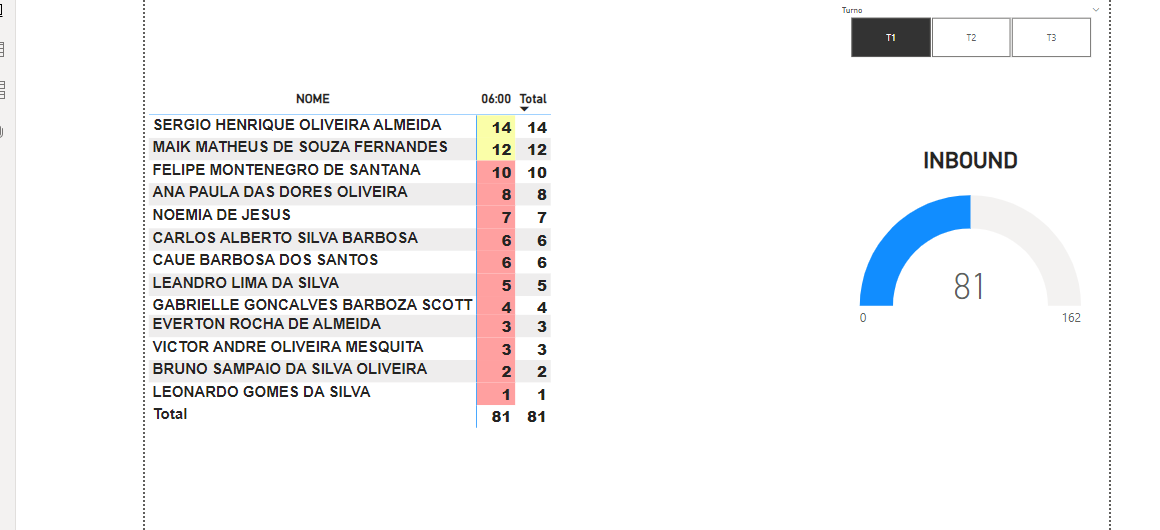 Turno
T1 T2 T3
NOME 06:00 Total
SERGIO HENRIQUE OLIVEIRA ALMEIDA 14 14
MAIK MATHEUS DE SOUZA FERNANDES 12 12
FELIPE MONTENEGRO DE SANTANA 10 10
ANA PAULA DAS DORES OLIVEIRA 8 8
NOEMIA DE JESUS 7 7
CARLOS ALBERTO SILVA BARBOSA 6 6
CAUE BARBOSA DOS SANTOS 6 6
LEANDRO LIMA DA SILVA 5 5
GABRIELLE GONCALVES BARBOZA SCOTT 4 4
EVERTON ROCHA DE ALMEIDA 3 3
VICTOR ANDRE OLIVEIRA MESQUITA 3 3
BRUNO SAMPAIO DA SILVA OLIVEIRA 2 2
LEONARDO GOMES DA SILVA 1 1
Total 81 81
INBOUND
81
0 162